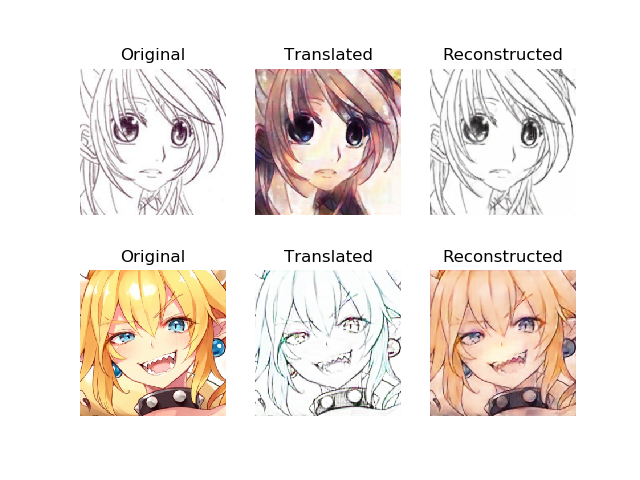 Original
Translated
Reconstructed
Original
Translated
Reconstructed